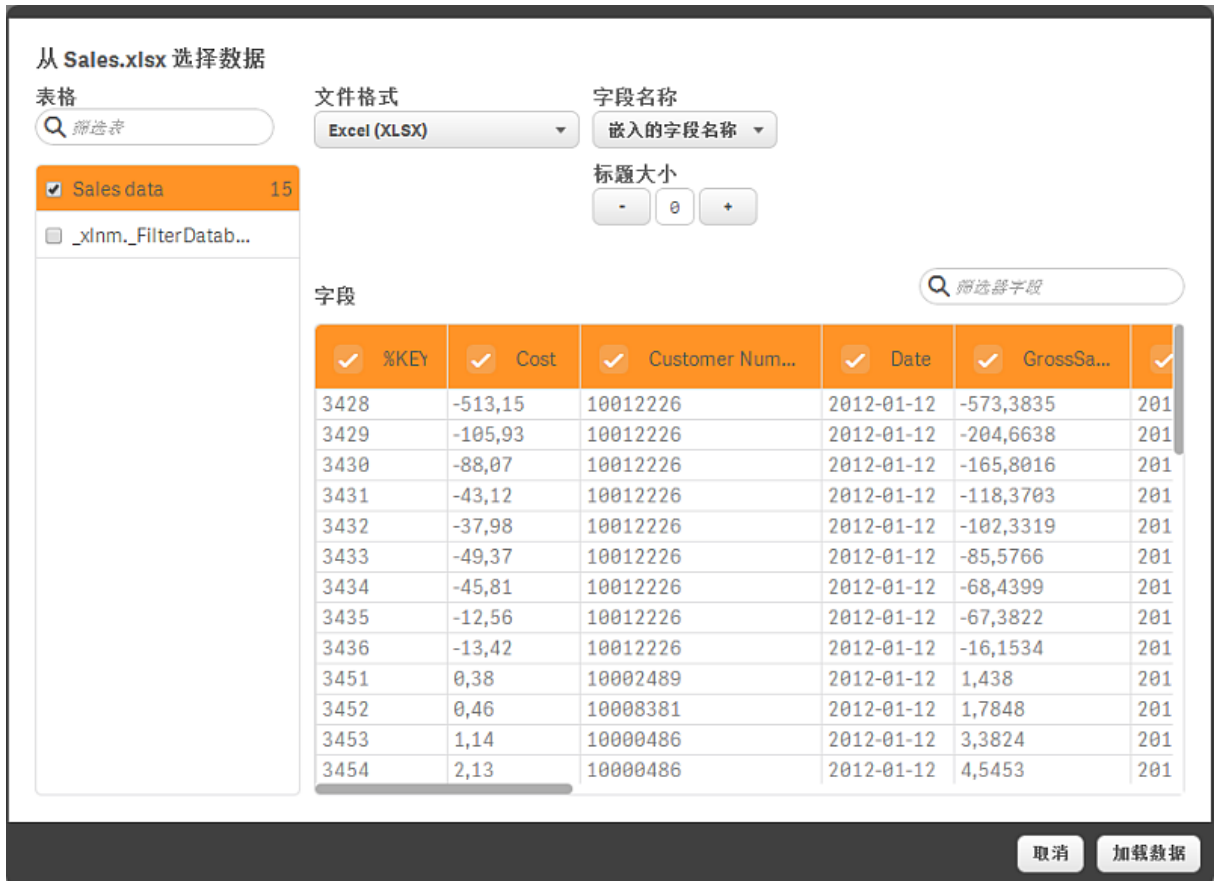 从 Sales.xlsx 选择数据
表格 文件格式 字段名称
筛选表 Excel (XLSX) 嵌入的字段名称
标题大小
Sales data 15 - 0 +
_xlnm._FilterDatab...
字段 筛选器字段
%KEY Cost Customer Num... Date GrossSa...
3428 -513,15 10012226 2012-01-12 -573,3835 201
3429 -105,93 10012226 2012-01-12 -204,6638 201
3430 -88,07 10012226 2012-01-12 -165,8016 201
3431 -43,12 10012226 2012-01-12 -118,3703 201
3432 -37,98 10012226 2012-01-12 -102,3319 201
3433 -49,37 10012226 2012-01-12 -85,5766 201
3434 -45,81 10012226 2012-01-12 -68,4399 201
3435 -12,56 10012226 2012-01-12 -67,3822 201
3436 -13,42 10012226 2012-01-12 -16,1534 201
3451 0,38 10002489 2012-01-12 1,438 201
3452 0,46 10008381 2012-01-12 1,7848 201
3453 1,14 10000486 2012-01-12 3,3824 201
3454 2,13 10000486 2012-01-12 4,5453 201
取消 加载数据